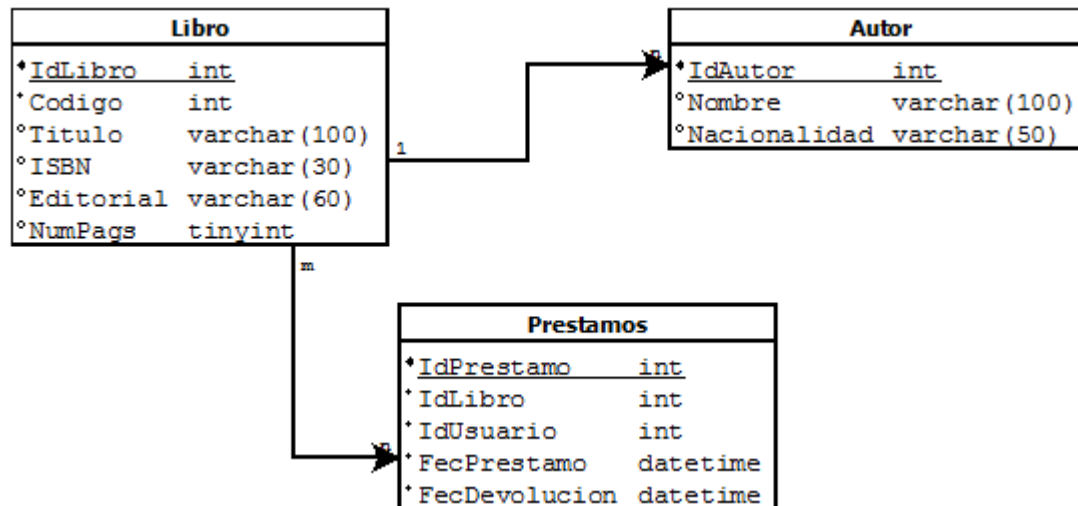 Libro
IdLibro int
Codigo int
Titulo varchar(100)
ISBN varchar(30)
Editorial varchar(60)
NumPags tinyint
1
m
Autor
IdAutor int
Nombre varchar(100)
Nacionalidad varchar(50)
Prestamos
IdPrestamo int
IdLibro int
IdUsuario int
FecPrestamo datetime
FecDevolucion datetime